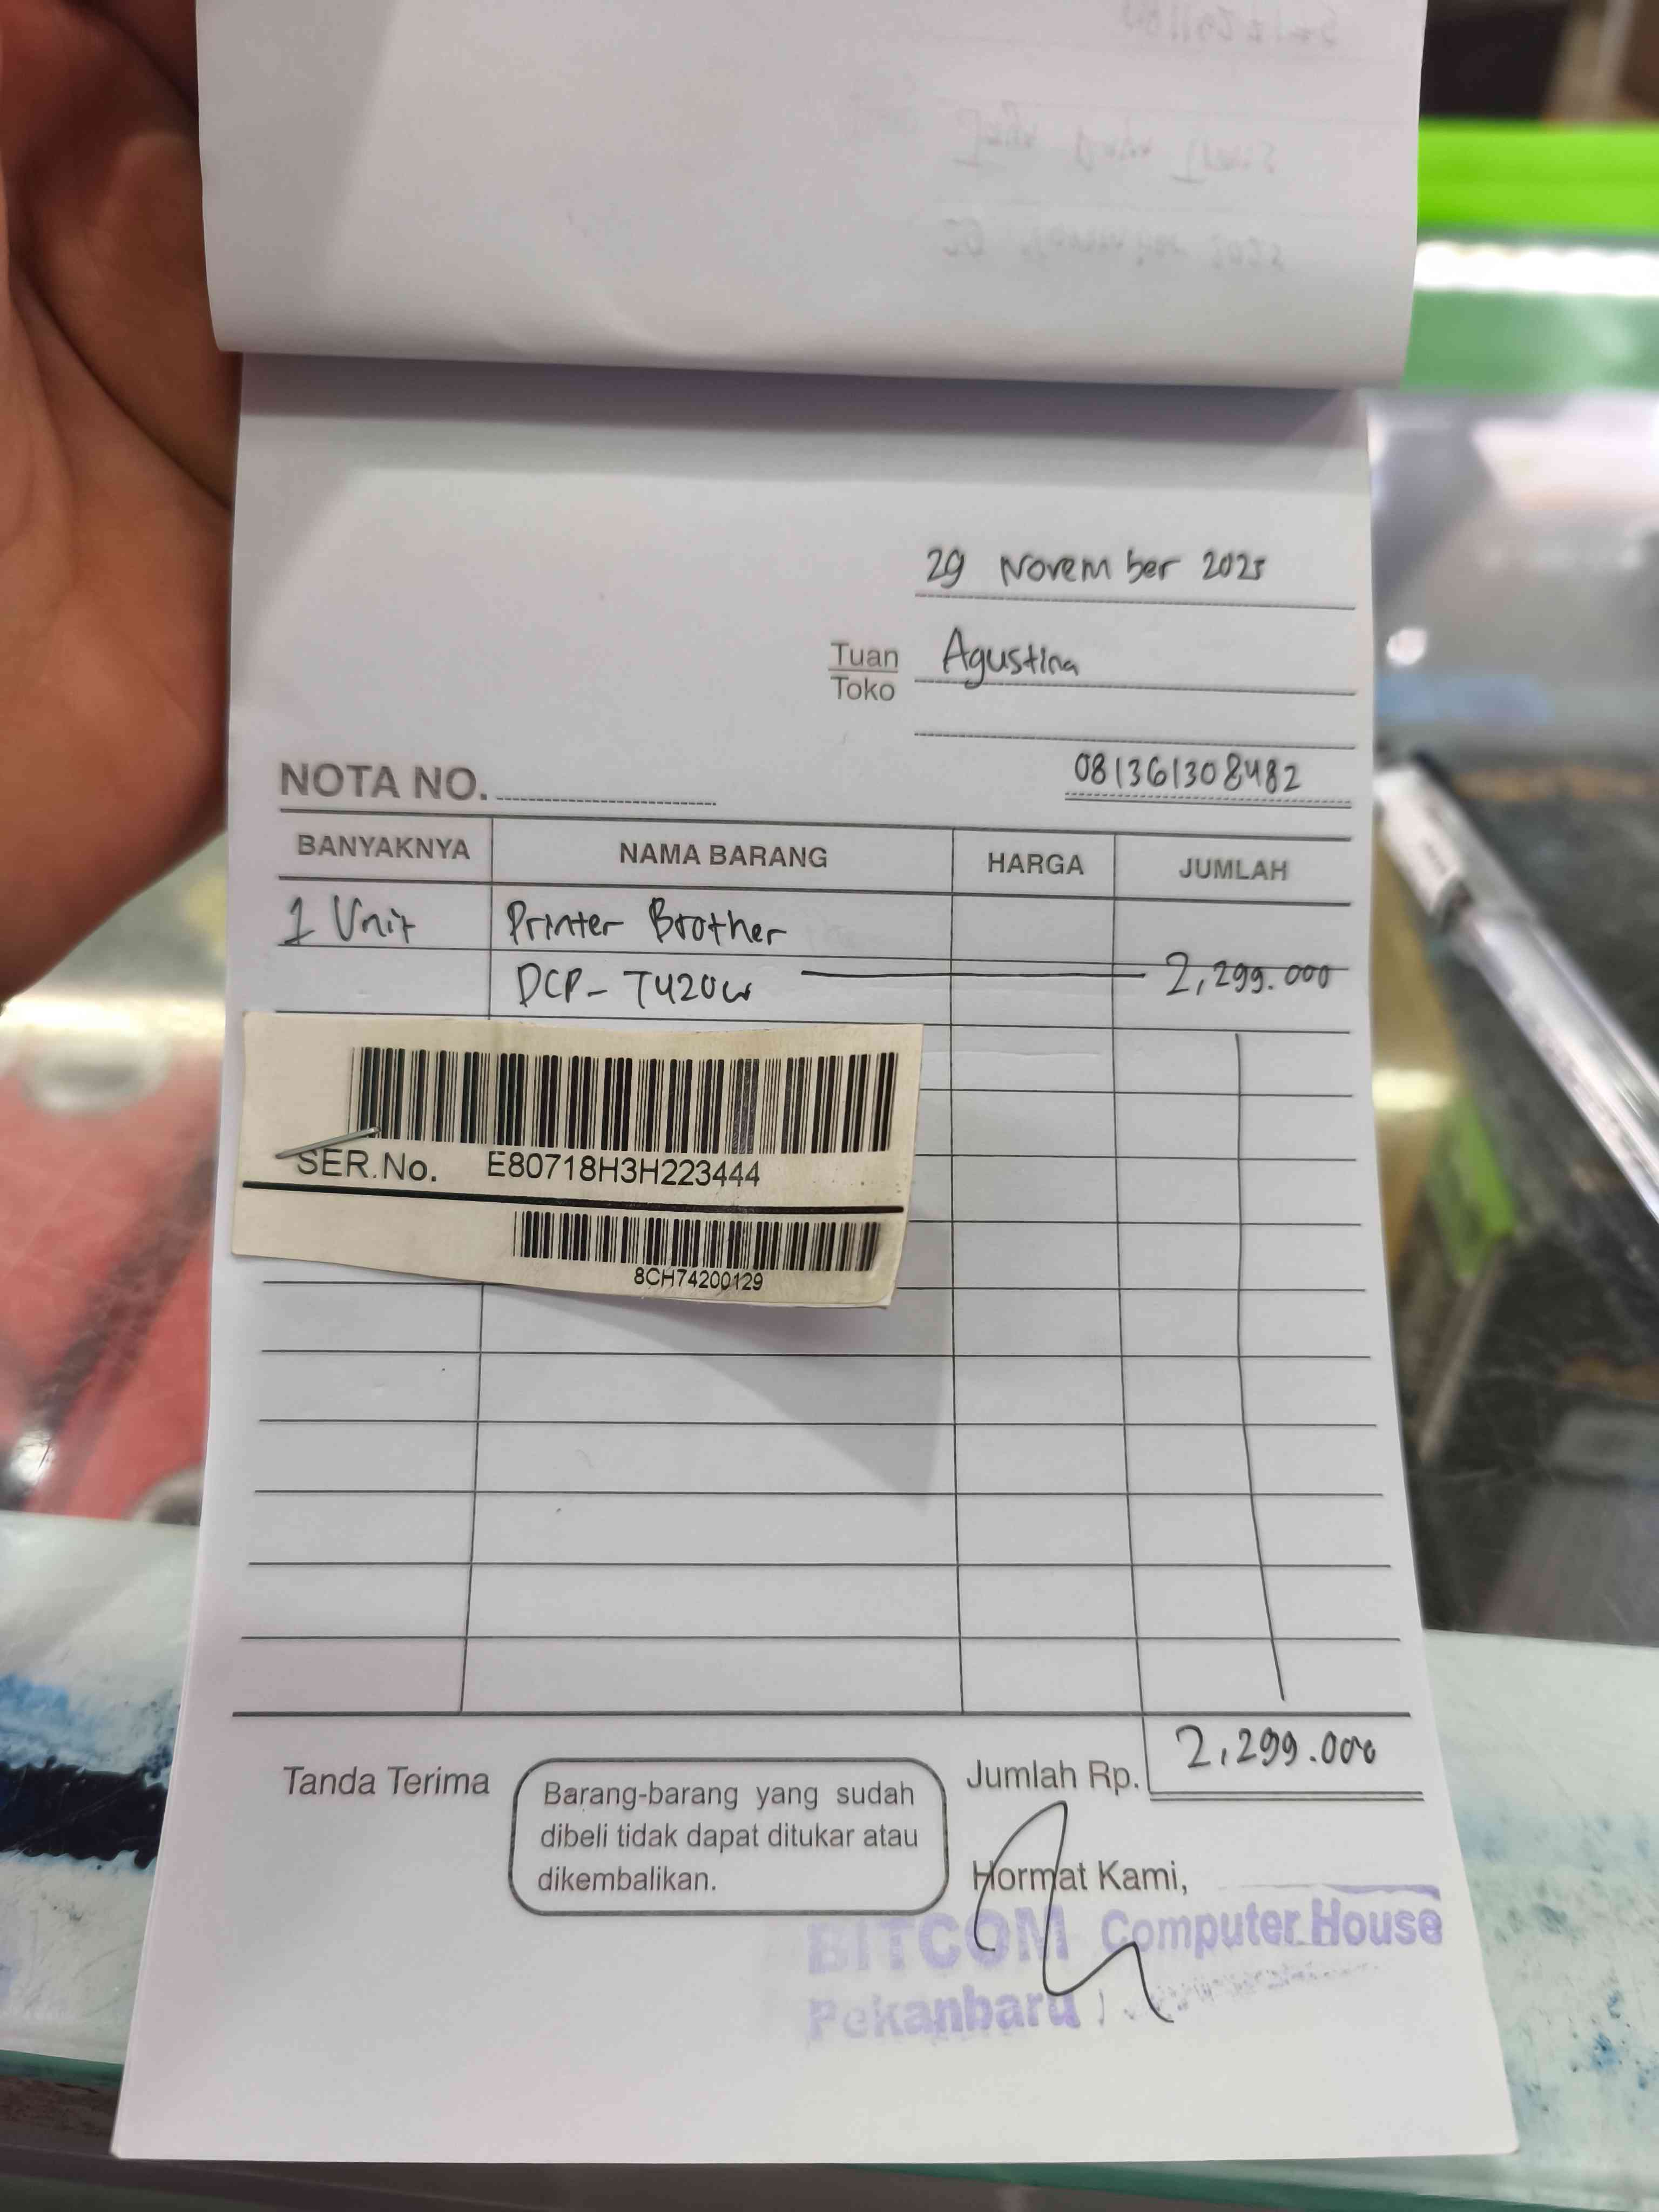 29 November 2025
Tuan
Toko
Agustina
081361308482
NOTA NO.
BANYAKNYA NAMA BARANG HARGA JUMLAH
1 Unit Printer Brother
DCP- T420w 2,299.000
SER.No. E80718H3H223444
8CH74200129
Tanda Terima
Barang-barang yang sudah
dibeli tidak dapat ditukar atau
dikembalikan.
Jumlah Rp. 2,299.000
Hormat Kami,
BITCOM Computer House
Pekanbaru